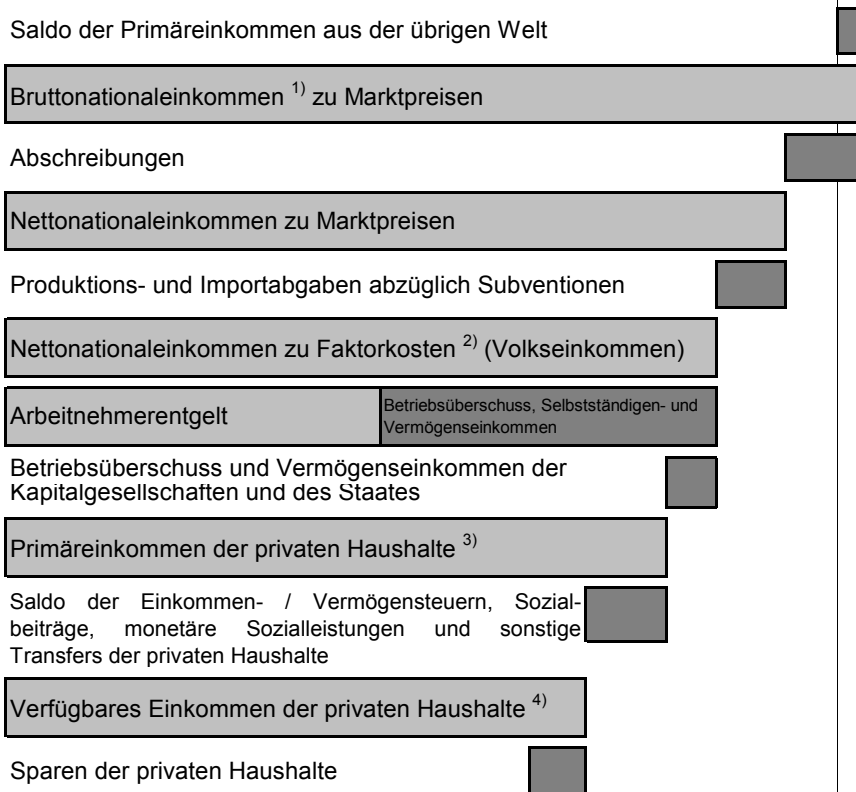 Saldo der Primäreinkommen aus der übrigen Welt
Bruttonationaleinkommen 1) zu Marktpreisen
Abschreibungen
Nettonationaleinkommen zu Marktpreisen
Produktions- und Importabgaben abzüglich Subventionen
Nettonationaleinkommen zu Faktorkosten 2) (Volkseinkommen)
Arbeitnehmerentgelt
Betriebsüberschuss, Selbstständigen- und
Vermögenseinkommen
Betriebsüberschuss und Vermögenseinkommen der
Kapitalgesellschaften und des Staates
Primäreinkommen der privaten Haushalte 3)
Saldo der Einkommen- / Vermögensteuern, Sozial-
beiträge, monetäre Sozialleistungen und sonstige
Transfers der privaten Haushalte
Verfügbares Einkommen der privaten Haushalte 4)
Sparen der privaten Haushalte